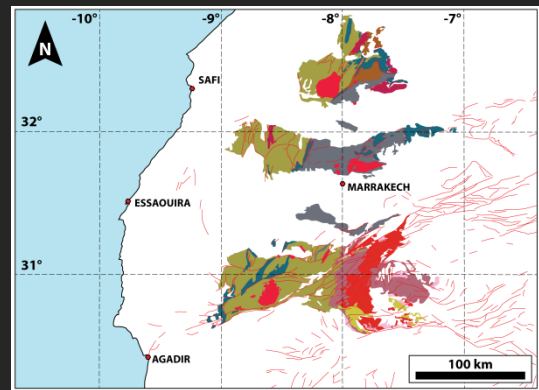 -10° -9° -8° -7°
N
SAFI
32°
MARRAKECH
ESSAOUIRA
31°
AGADIR
100 km